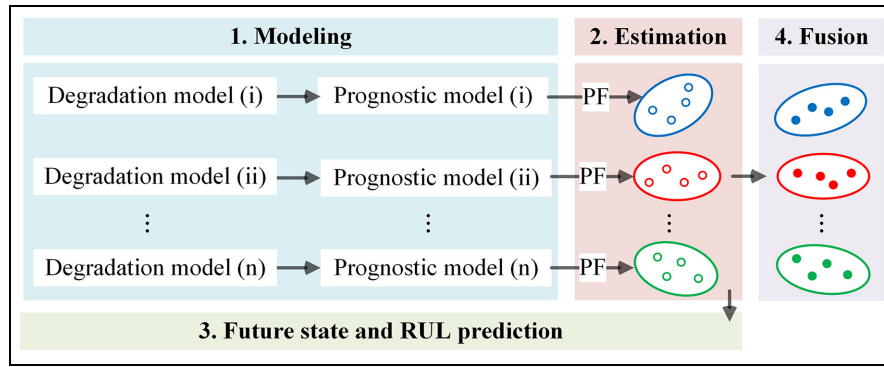 1. Modeling
2. Estimation
4. Fusion
Degradation model (i)
Prognostic model (i)
PF
Degradation model (ii)
Prognostic model (ii)
PF
⋮
⋮
⋮
⋮
Degradation model (n)
Prognostic model (n)
PF
3. Future state and RUL prediction